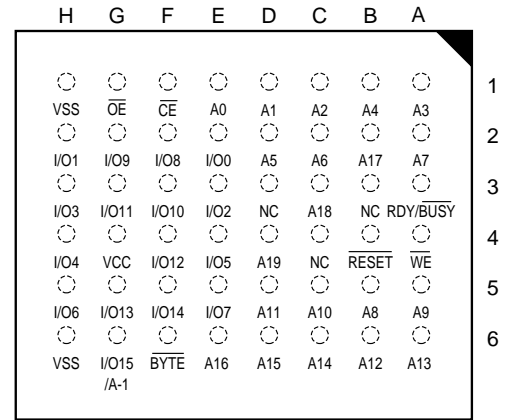 H G F E D C B A
1
VSS OE CE A0 A1 A2 A4 A3
2
I/O1 I/O9 I/O8 I/O0 A5 A6 A17 A7
3
I/O3 I/O11 I/O10 I/O2 NC A18 NC RDY/BUSY
4
I/O4 VCC I/O12 I/O5 A19 NC RESET WE
5
I/O6 I/O13 I/O14 I/O7 A11 A10 A8 A9
6
VSS I/O15 BYTE A16 A15 A14 A12 A13
/A-1